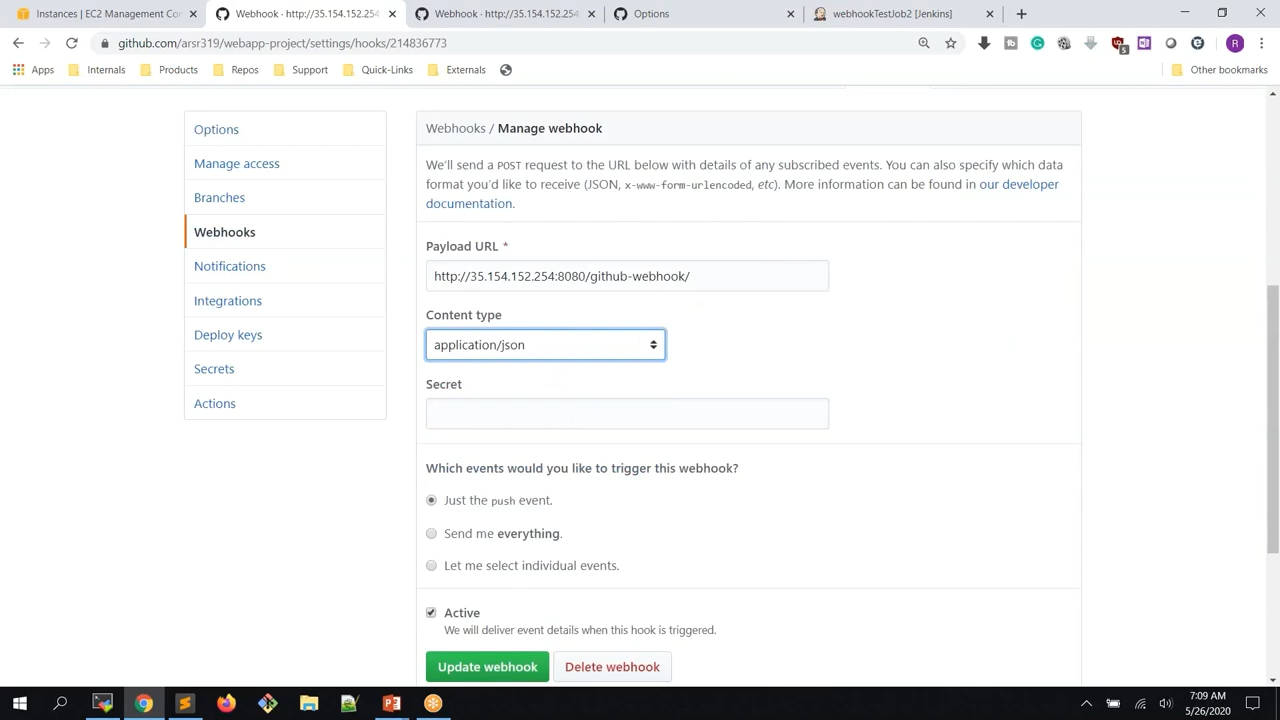 Instances | EC2 Management Con
Webhook - http://35.154.152.254:
Webhook - http://35.154.152.254:
Options
webhookTestJob2 [Jenkins]
github.com/arsr319/webapp-project/settings/hooks/214836773
5
R
Apps
Internals
Products
Repos
Support
Quick-Links
Externals
Other bookmarks
Options
Manage access
Branches
Webhooks
Notifications
Integrations
Deploy keys
Secrets
Actions
Webhooks / Manage webhook
We'll send a POST request to the URL below with details of any subscribed events. You can also specify which data
format you'd like to receive (JSON, x-www-form-urlencoded, etc). More information can be found in our developer
documentation.
Payload URL *
http://35.154.152.254:8080/github-webhook/
Content type
application/json
Secret
Which events would you like to trigger this webhook?
Just the push event.
Send me everything.
Let me select individual events.
Active
We will deliver event details when this hook is triggered.
Update webhook
Delete webhook
7:09 AM
5/26/2020